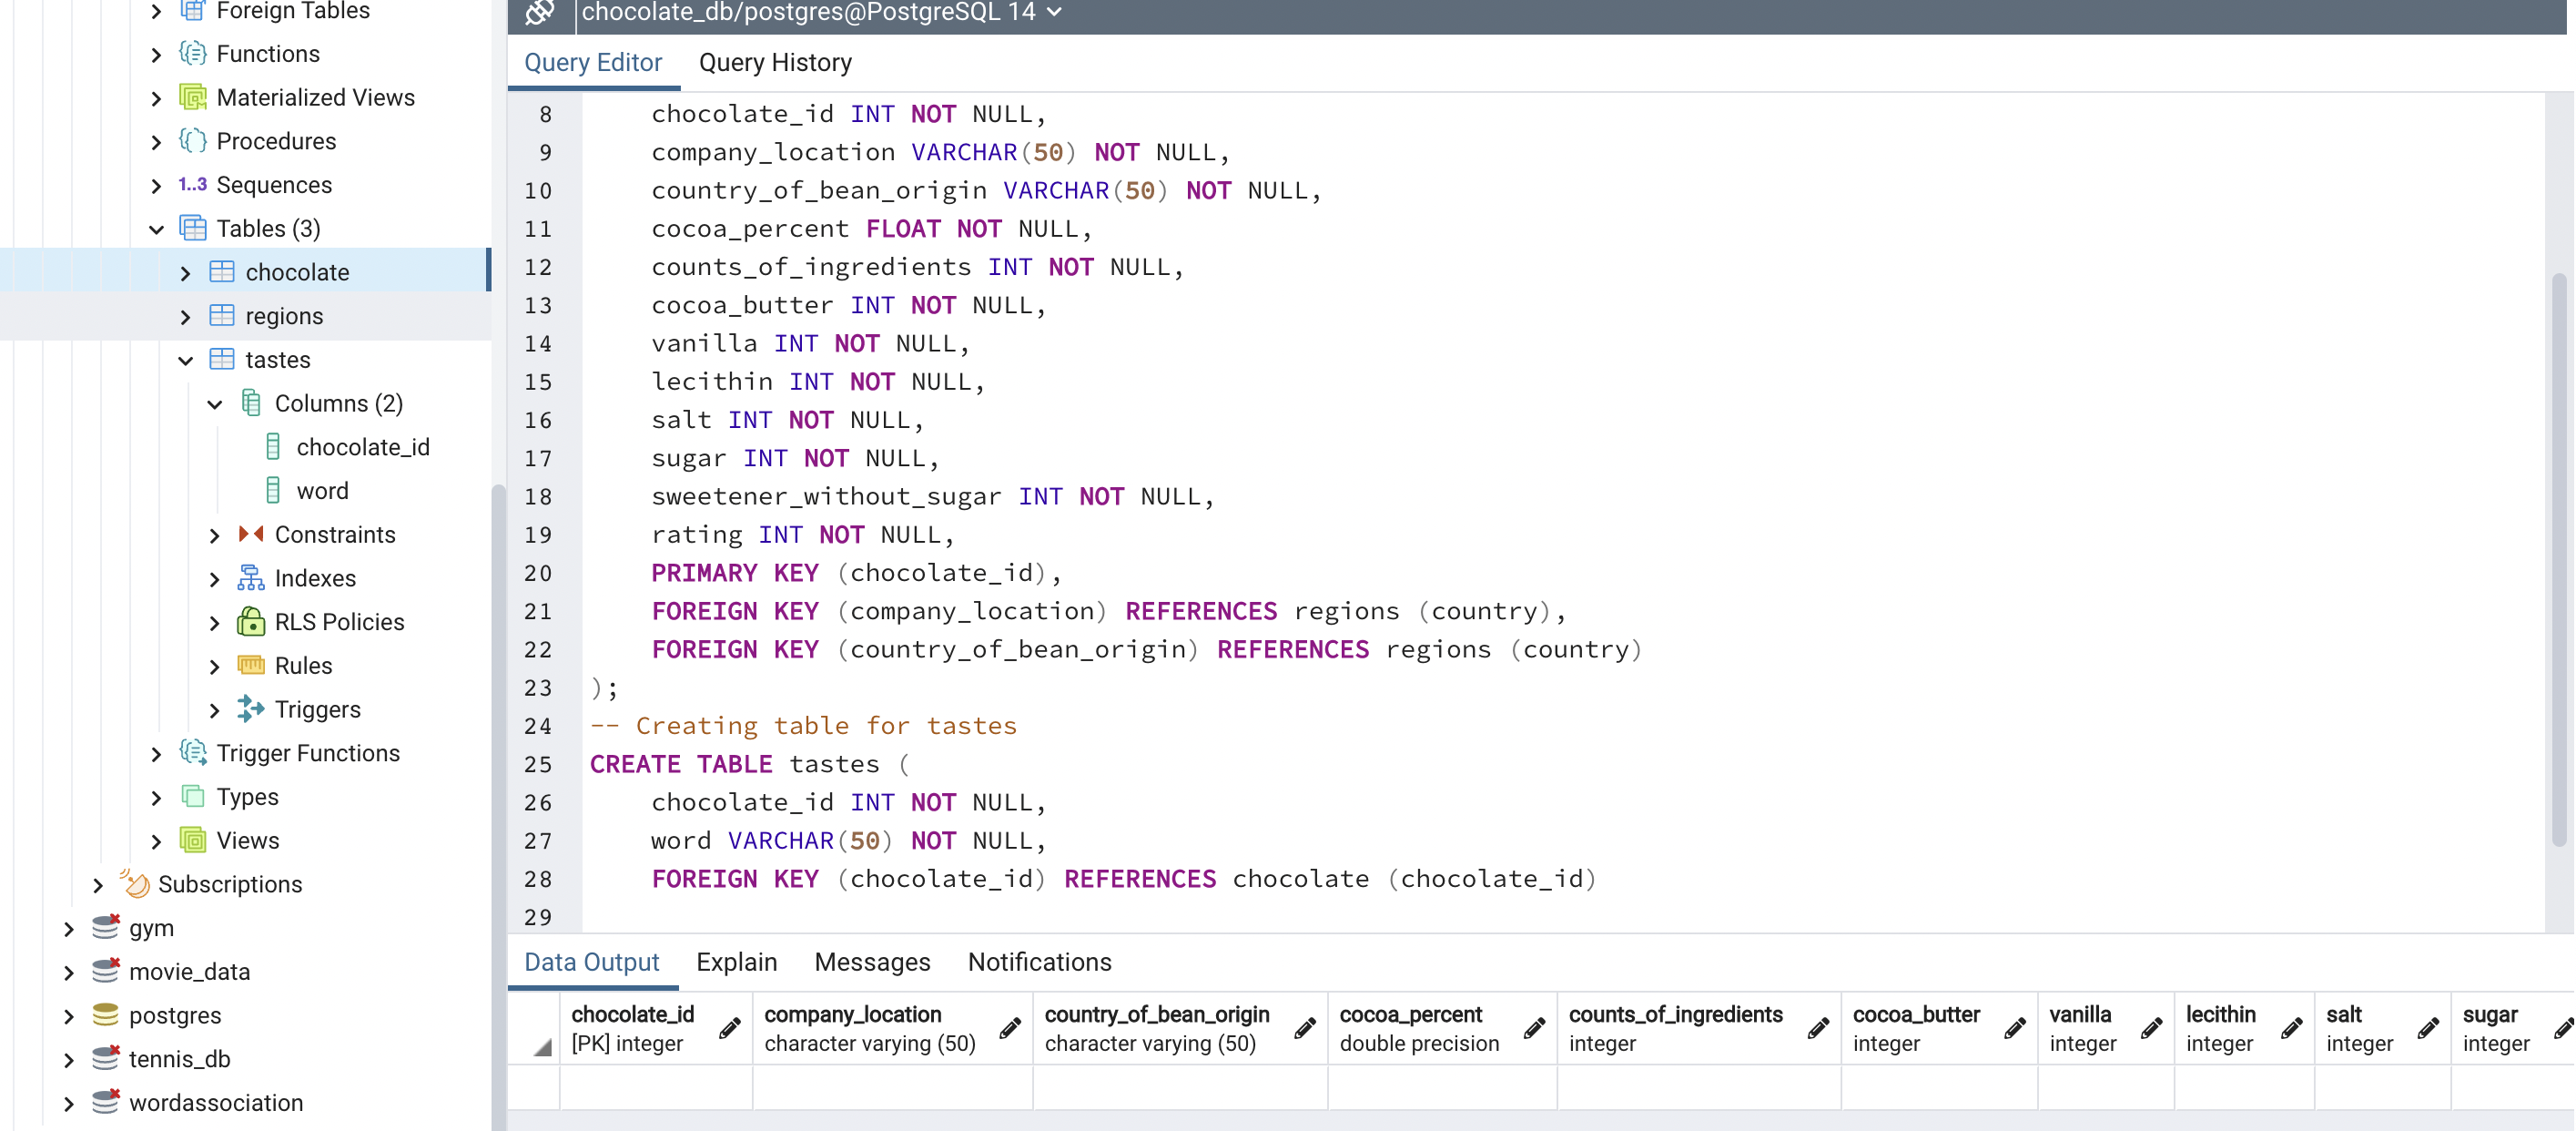 Foreign Tables
Functions
Materialized Views
Procedures
1..3 Sequences
Tables (3)
chocolate
regions
tastes
Columns (2)
chocolate_id
word
Constraints
Indexes
RLS Policies
Rules
Triggers
Trigger Functions
Types
Views
Subscriptions
gym
movie_data
postgres
tennis_db
wordassociation
chocolate_db/postgres@PostgreSQL 14
Query Editor Query History
8 chocolate_id INT NOT NULL,
9 company_location VARCHAR(50) NOT NULL,
10 country_of_bean_origin VARCHAR(50) NOT NULL,
11 cocoa_percent FLOAT NOT NULL,
12 counts_of_ingredients INT NOT NULL,
13 cocoa_butter INT NOT NULL,
14 vanilla INT NOT NULL,
15 lecithin INT NOT NULL,
16 salt INT NOT NULL,
17 sugar INT NOT NULL,
18 sweetener_without_sugar INT NOT NULL,
19 rating INT NOT NULL,
20 PRIMARY KEY (chocolate_id),
21 FOREIGN KEY (company_location) REFERENCES regions (country),
22 FOREIGN KEY (country_of_bean_origin) REFERENCES regions (country)
23 );
24 -- Creating table for tastes
25 CREATE TABLE tastes (
26 chocolate_id INT NOT NULL,
27 word VARCHAR(50) NOT NULL,
28 FOREIGN KEY (chocolate_id) REFERENCES chocolate (chocolate_id)
29
Data Output Explain Messages Notifications
chocolate_id company_location country_of_bean_origin cocoa_percent counts_of_ingredients cocoa_butter vanilla lecithin salt sugar
[PK] integer character varying (50) character varying (50) double precision integer integer integer integer integer integer